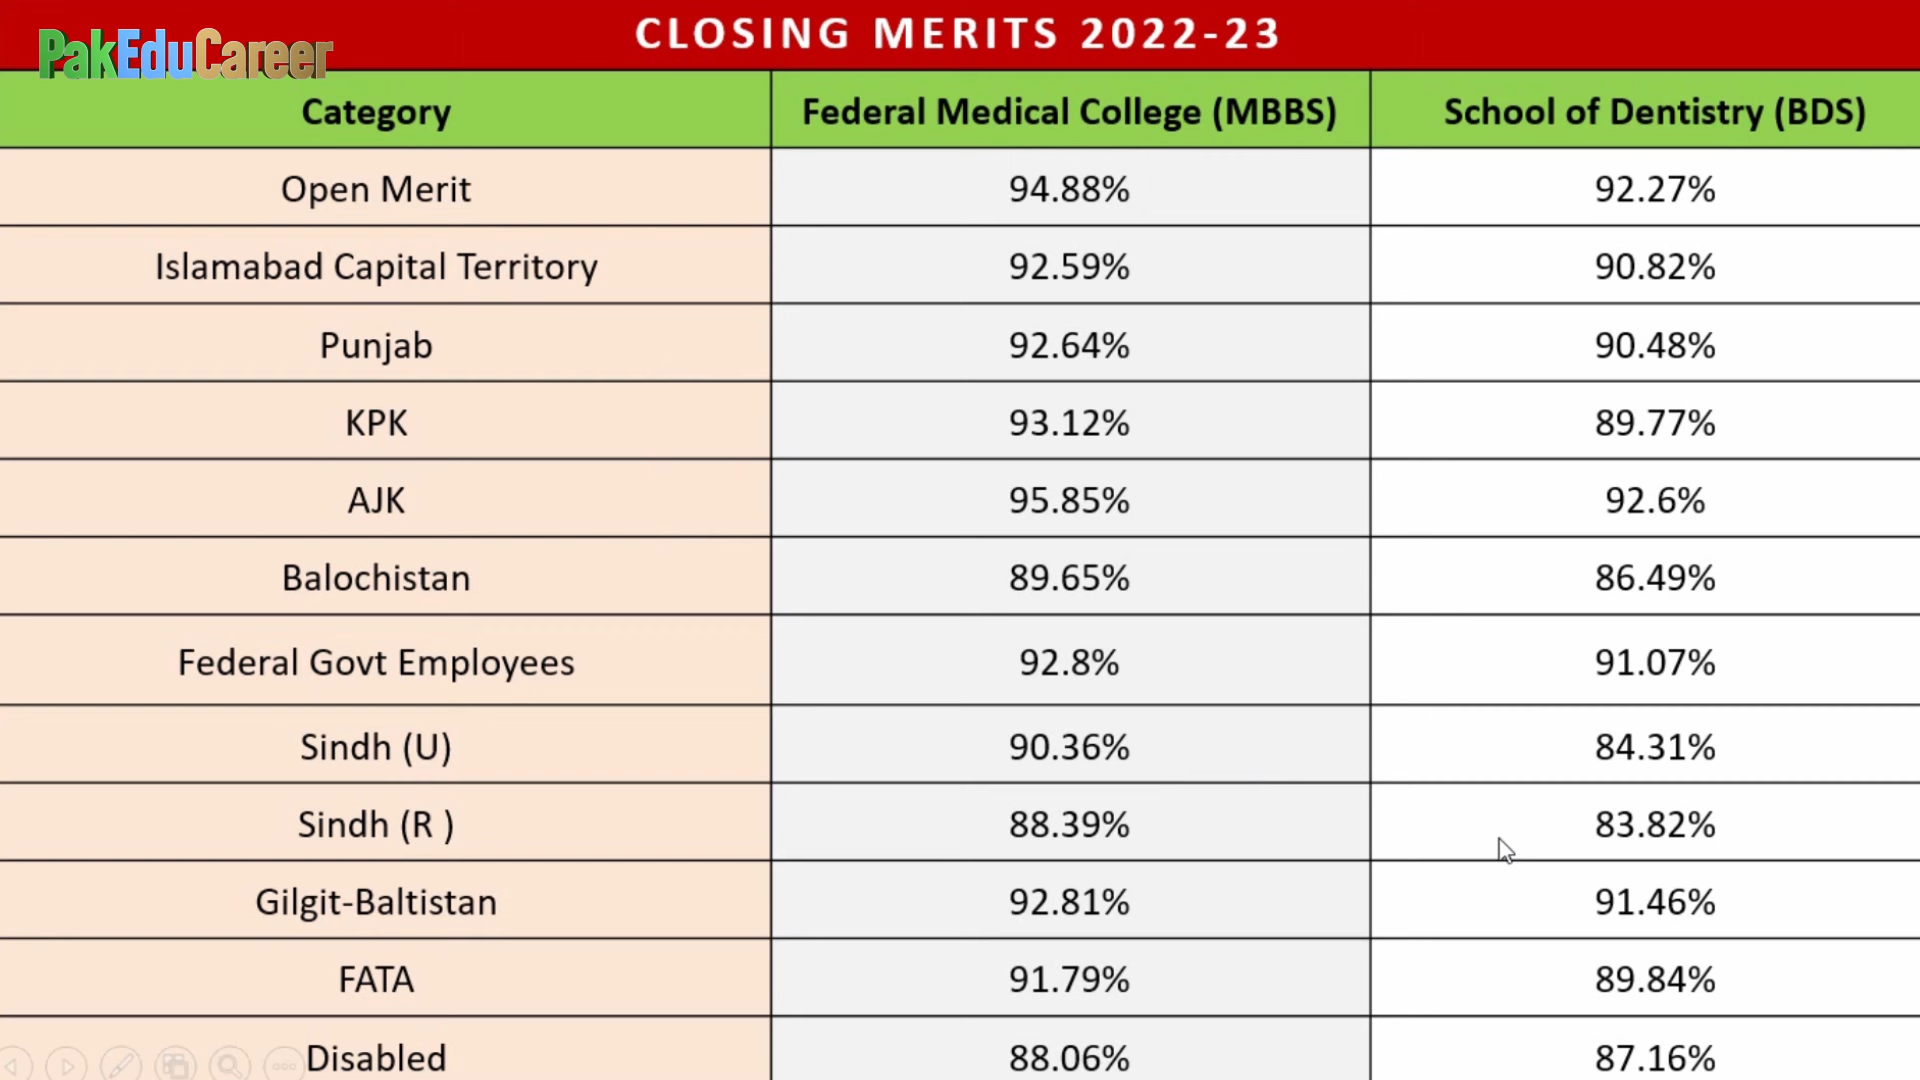 CLOSING MERITS 2022-23
PakEduCareer
Category Federal Medical College (MBBS) School of Dentistry (BDS)
Open Merit 94.88% 92.27%
Islamabad Capital Territory 92.59% 90.82%
Punjab 92.64% 90.48%
KPK 93.12% 89.77%
AJK 95.85% 92.6%
Balochistan 89.65% 86.49%
Federal Govt Employees 92.8% 91.07%
Sindh (U) 90.36% 84.31%
Sindh (R ) 88.39% 83.82%
Gilgit-Baltistan 92.81% 91.46%
FATA 91.79% 89.84%
Disabled 88.06% 87.16%